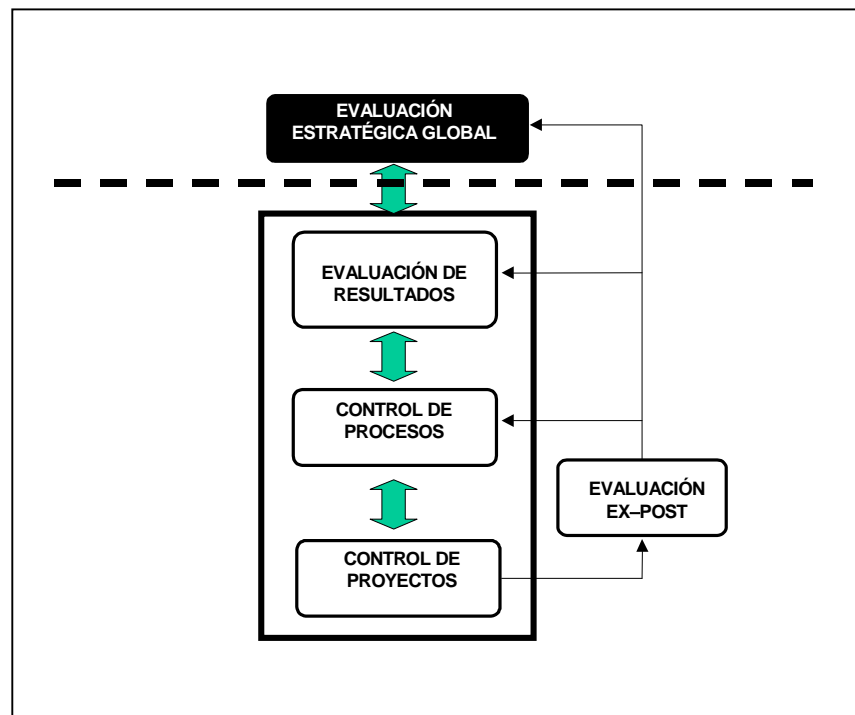 EVALUACIÓN
ESTRATÉGICA GLOBAL
EVALUACIÓN DE
RESULTADOS
CONTROL DE
PROCESOS
EVALUACIÓN
EX–POST
CONTROL DE
PROYECTOS